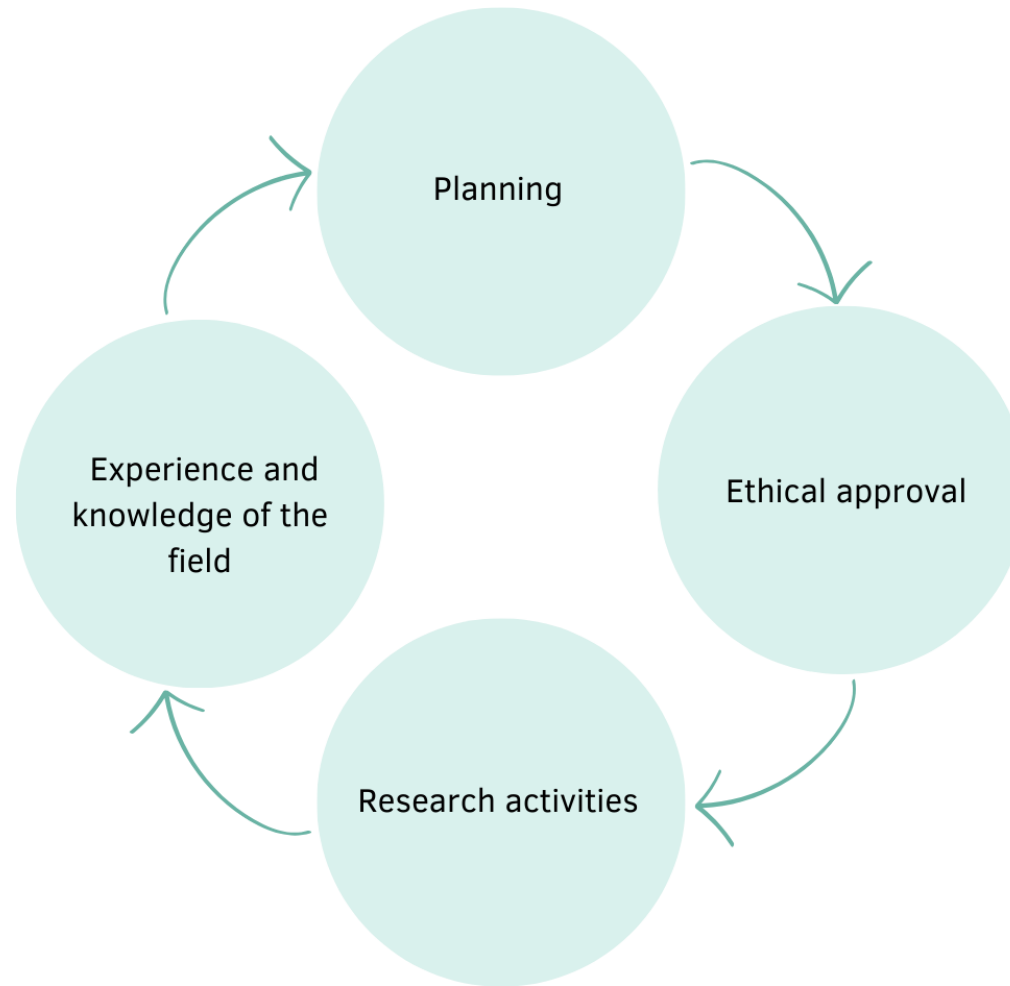 Planning
Ethical approval
Research activities
Experience and
knowledge of the
field